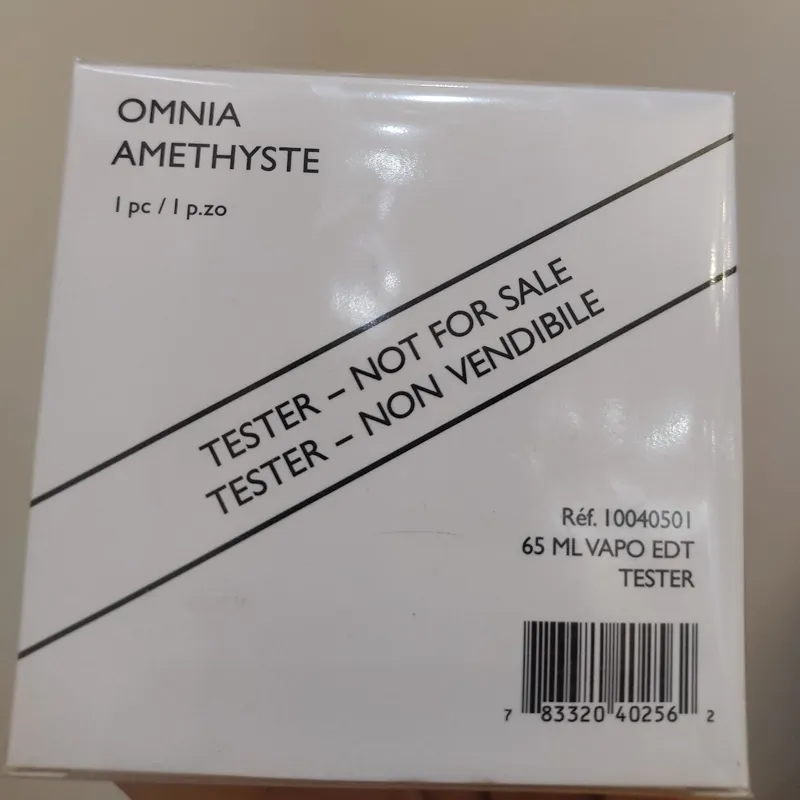 OMNIA
AMETHYSTE
1 pc / 1 p.zo
TESTER – NOT FOR SALE
TESTER – NON VENDIBILE
Réf. 10040501
65 ML VAPO EDT
TESTER
7 83320 40256 2